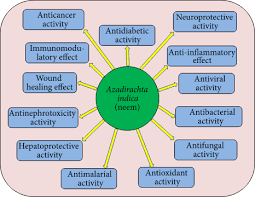 Anticancer
activity
Antidiabetic
activity
Neuroprotective
activity
Immunomodu-
latory effect
Anti-inflammatory
effect
Wound
healing effect
Azadirachta
indica
(neem)
Antiviral
activity
Antinephrotoxicity
activity
Antibacterial
activity
Hepatoprotective
activity
Antifungal
activity
Antimalarial
activity
Antioxidant
activity